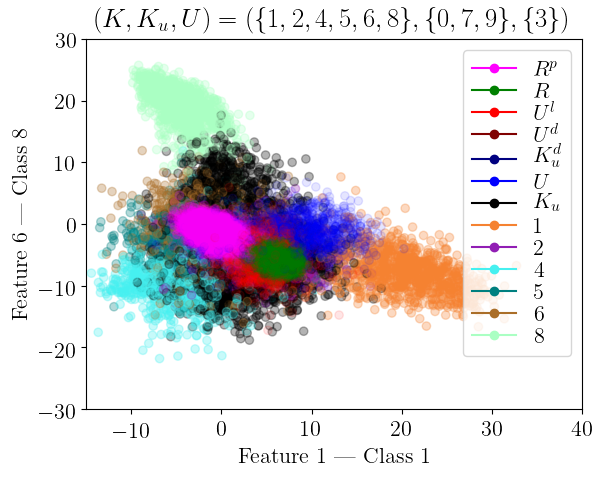 (K, K_u, U) = ({1, 2, 4, 5, 6, 8}, {0, 7, 9}, {3})
30
20
10
0
−10
−20
−30
Feature 6 — Class 8
R^p
R
U^l
U^d
K_u^d
U
K_u
1
2
4
5
6
8
−10
0
10
20
30
40
Feature 1 — Class 1